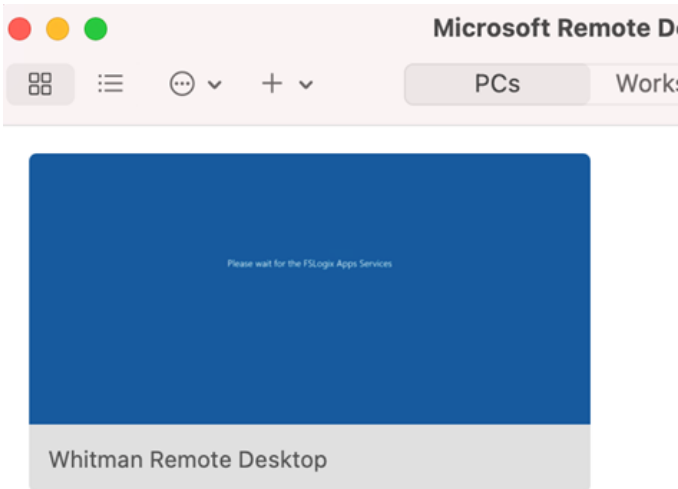 Microsoft Remote De
PCs
Works
Please wait for the FSLogix Apps Services
Whitman Remote Desktop